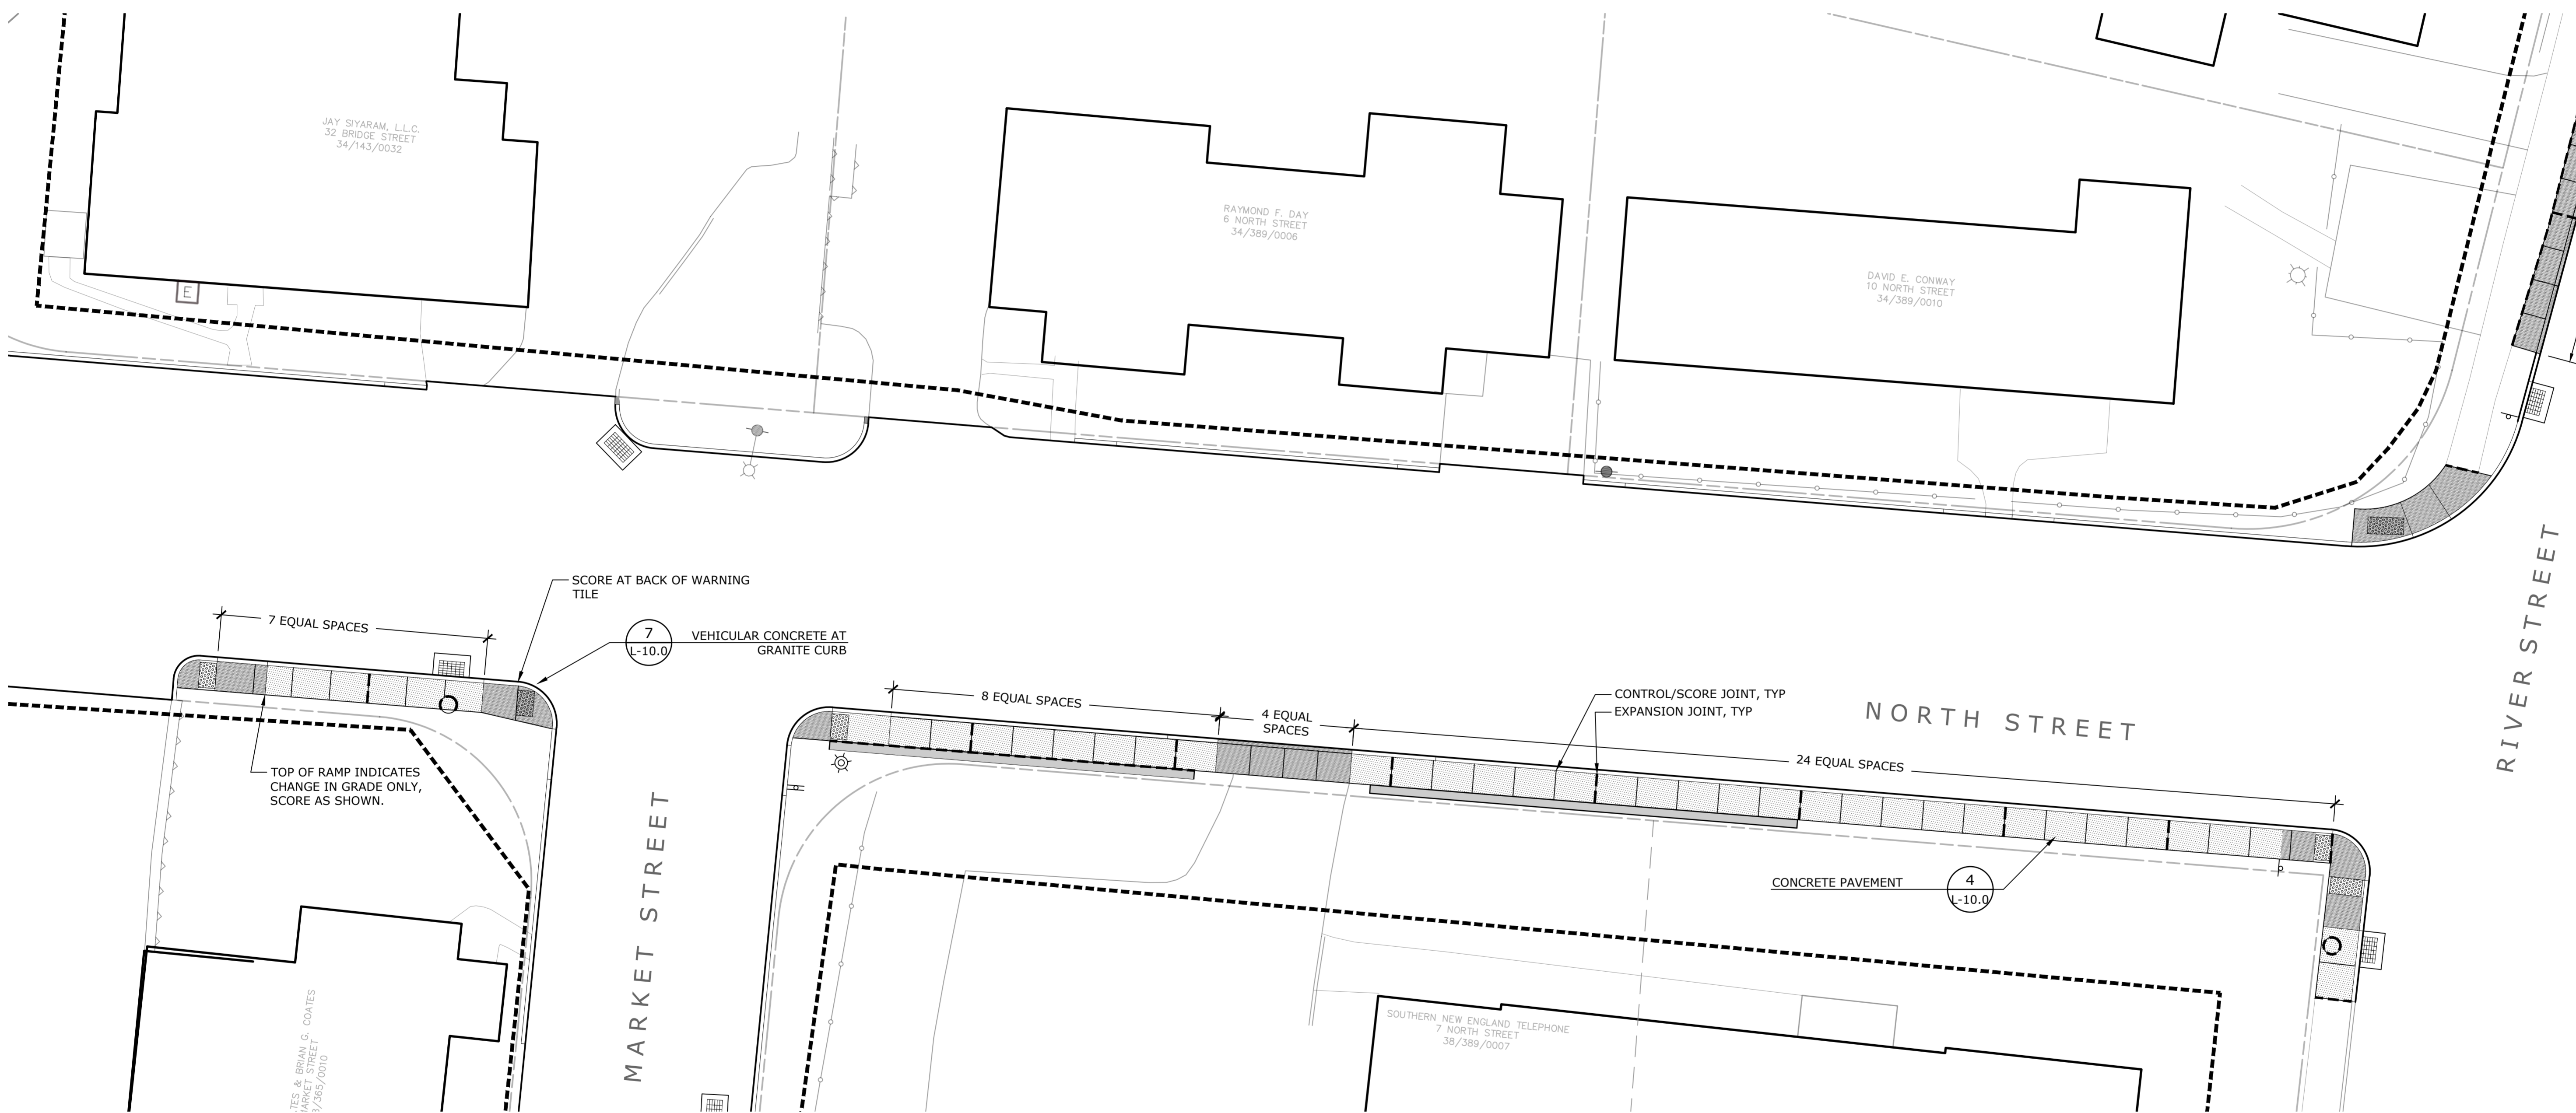 JAY SIYARAM, L.L.C.
32 BRIDGE STREET
34/143/0032
E
RAYMOND F. DAY
6 NORTH STREET
34/389/0006
DAVID E. CONWAY
10 NORTH STREET
34/389/0010
SCORE AT BACK OF WARNING
TILE
7 EQUAL SPACES
7
L-10.0
VEHICULAR CONCRETE AT
GRANITE CURB
TOP OF RAMP INDICATES
CHANGE IN GRADE ONLY,
SCORE AS SHOWN.
8 EQUAL SPACES
4 EQUAL
SPACES
CONTROL/SCORE JOINT, TYP
EXPANSION JOINT, TYP
NORTH STREET
24 EQUAL SPACES
RIVER STREET
MARKET STREET
CONCRETE PAVEMENT
4
L-10.0
SOUTHERN NEW ENGLAND TELEPHONE
7 NORTH STREET
38/389/0007
& BRIAN G. COATES
STREET
/365/0010